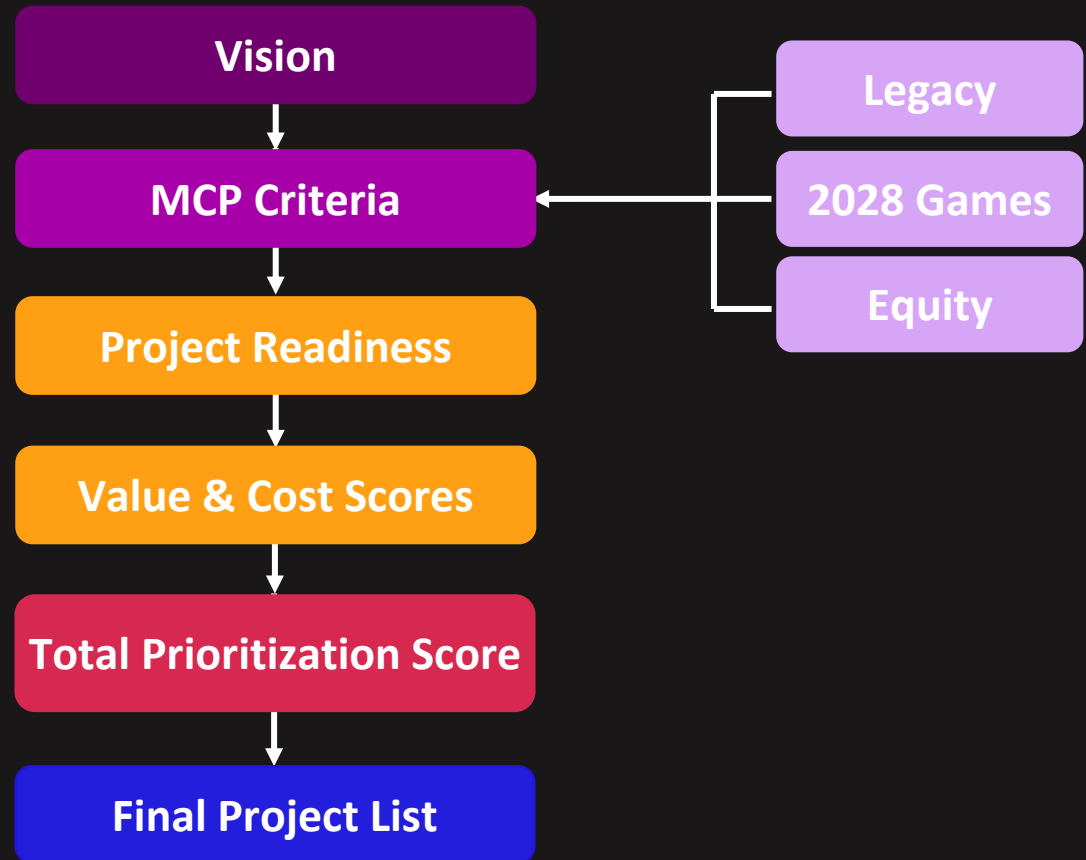 Vision
MCP Criteria
Project Readiness
Value & Cost Scores
Total Prioritization Score
Final Project List
Legacy
2028 Games
Equity